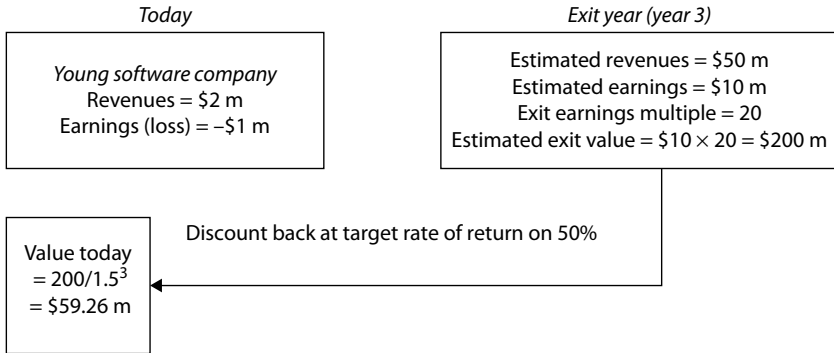 Today
Young software company
Revenues = $2 m
Earnings (loss) = –$1 m
Exit year (year 3)
Estimated revenues = $50 m
Estimated earnings = $10 m
Exit earnings multiple = 20
Estimated exit value = $10 × 20 = $200 m
Discount back at target rate of return on 50%
Value today
= 200/1.5³
= $59.26 m